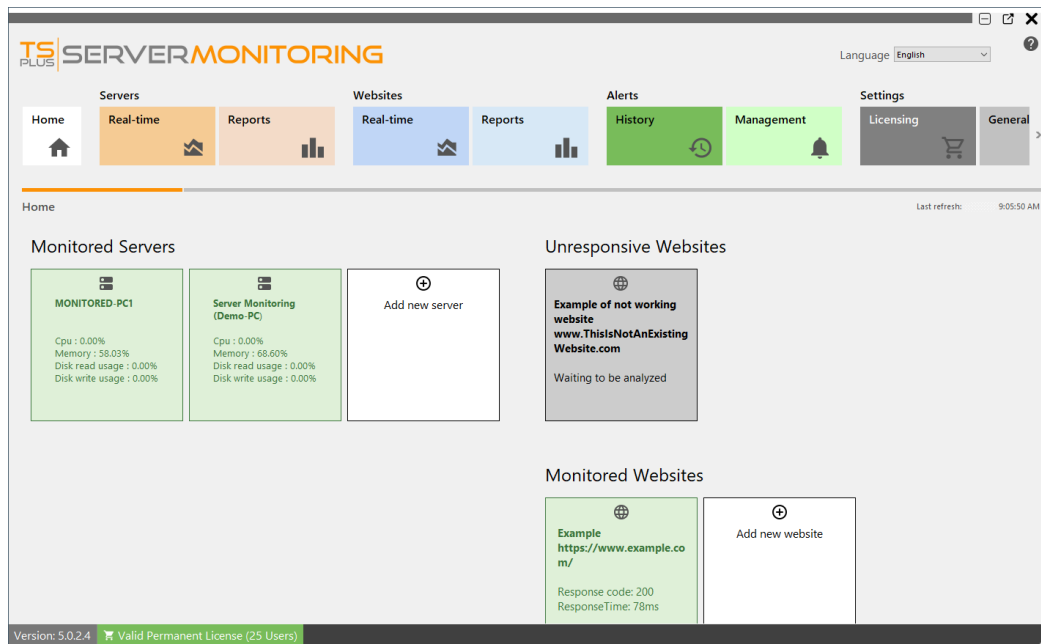 TS PLUS SERVERMONITORING
Language English
Servers
Websites
Alerts
Settings
Home
Real-time
Reports
Real-time
Reports
History
Management
Licensing
General
Home
Last refresh: 9:05:50 AM
Monitored Servers
MONITORED-PC1
Cpu : 0.00%
Memory : 58.03%
Disk read usage : 0.00%
Disk write usage : 0.00%
Server Monitoring
(Demo-PC)
Cpu : 0.00%
Memory : 68.60%
Disk read usage : 0.00%
Disk write usage : 0.00%
Add new server
Unresponsive Websites
Example of not working
website
www.ThisIsNotAnExisting
Website.com
Waiting to be analyzed
Monitored Websites
Example
https://www.example.co
m/
Response code: 200
ResponseTime: 78ms
Add new website
Version: 5.0.2.4
Valid Permanent License (25 Users)